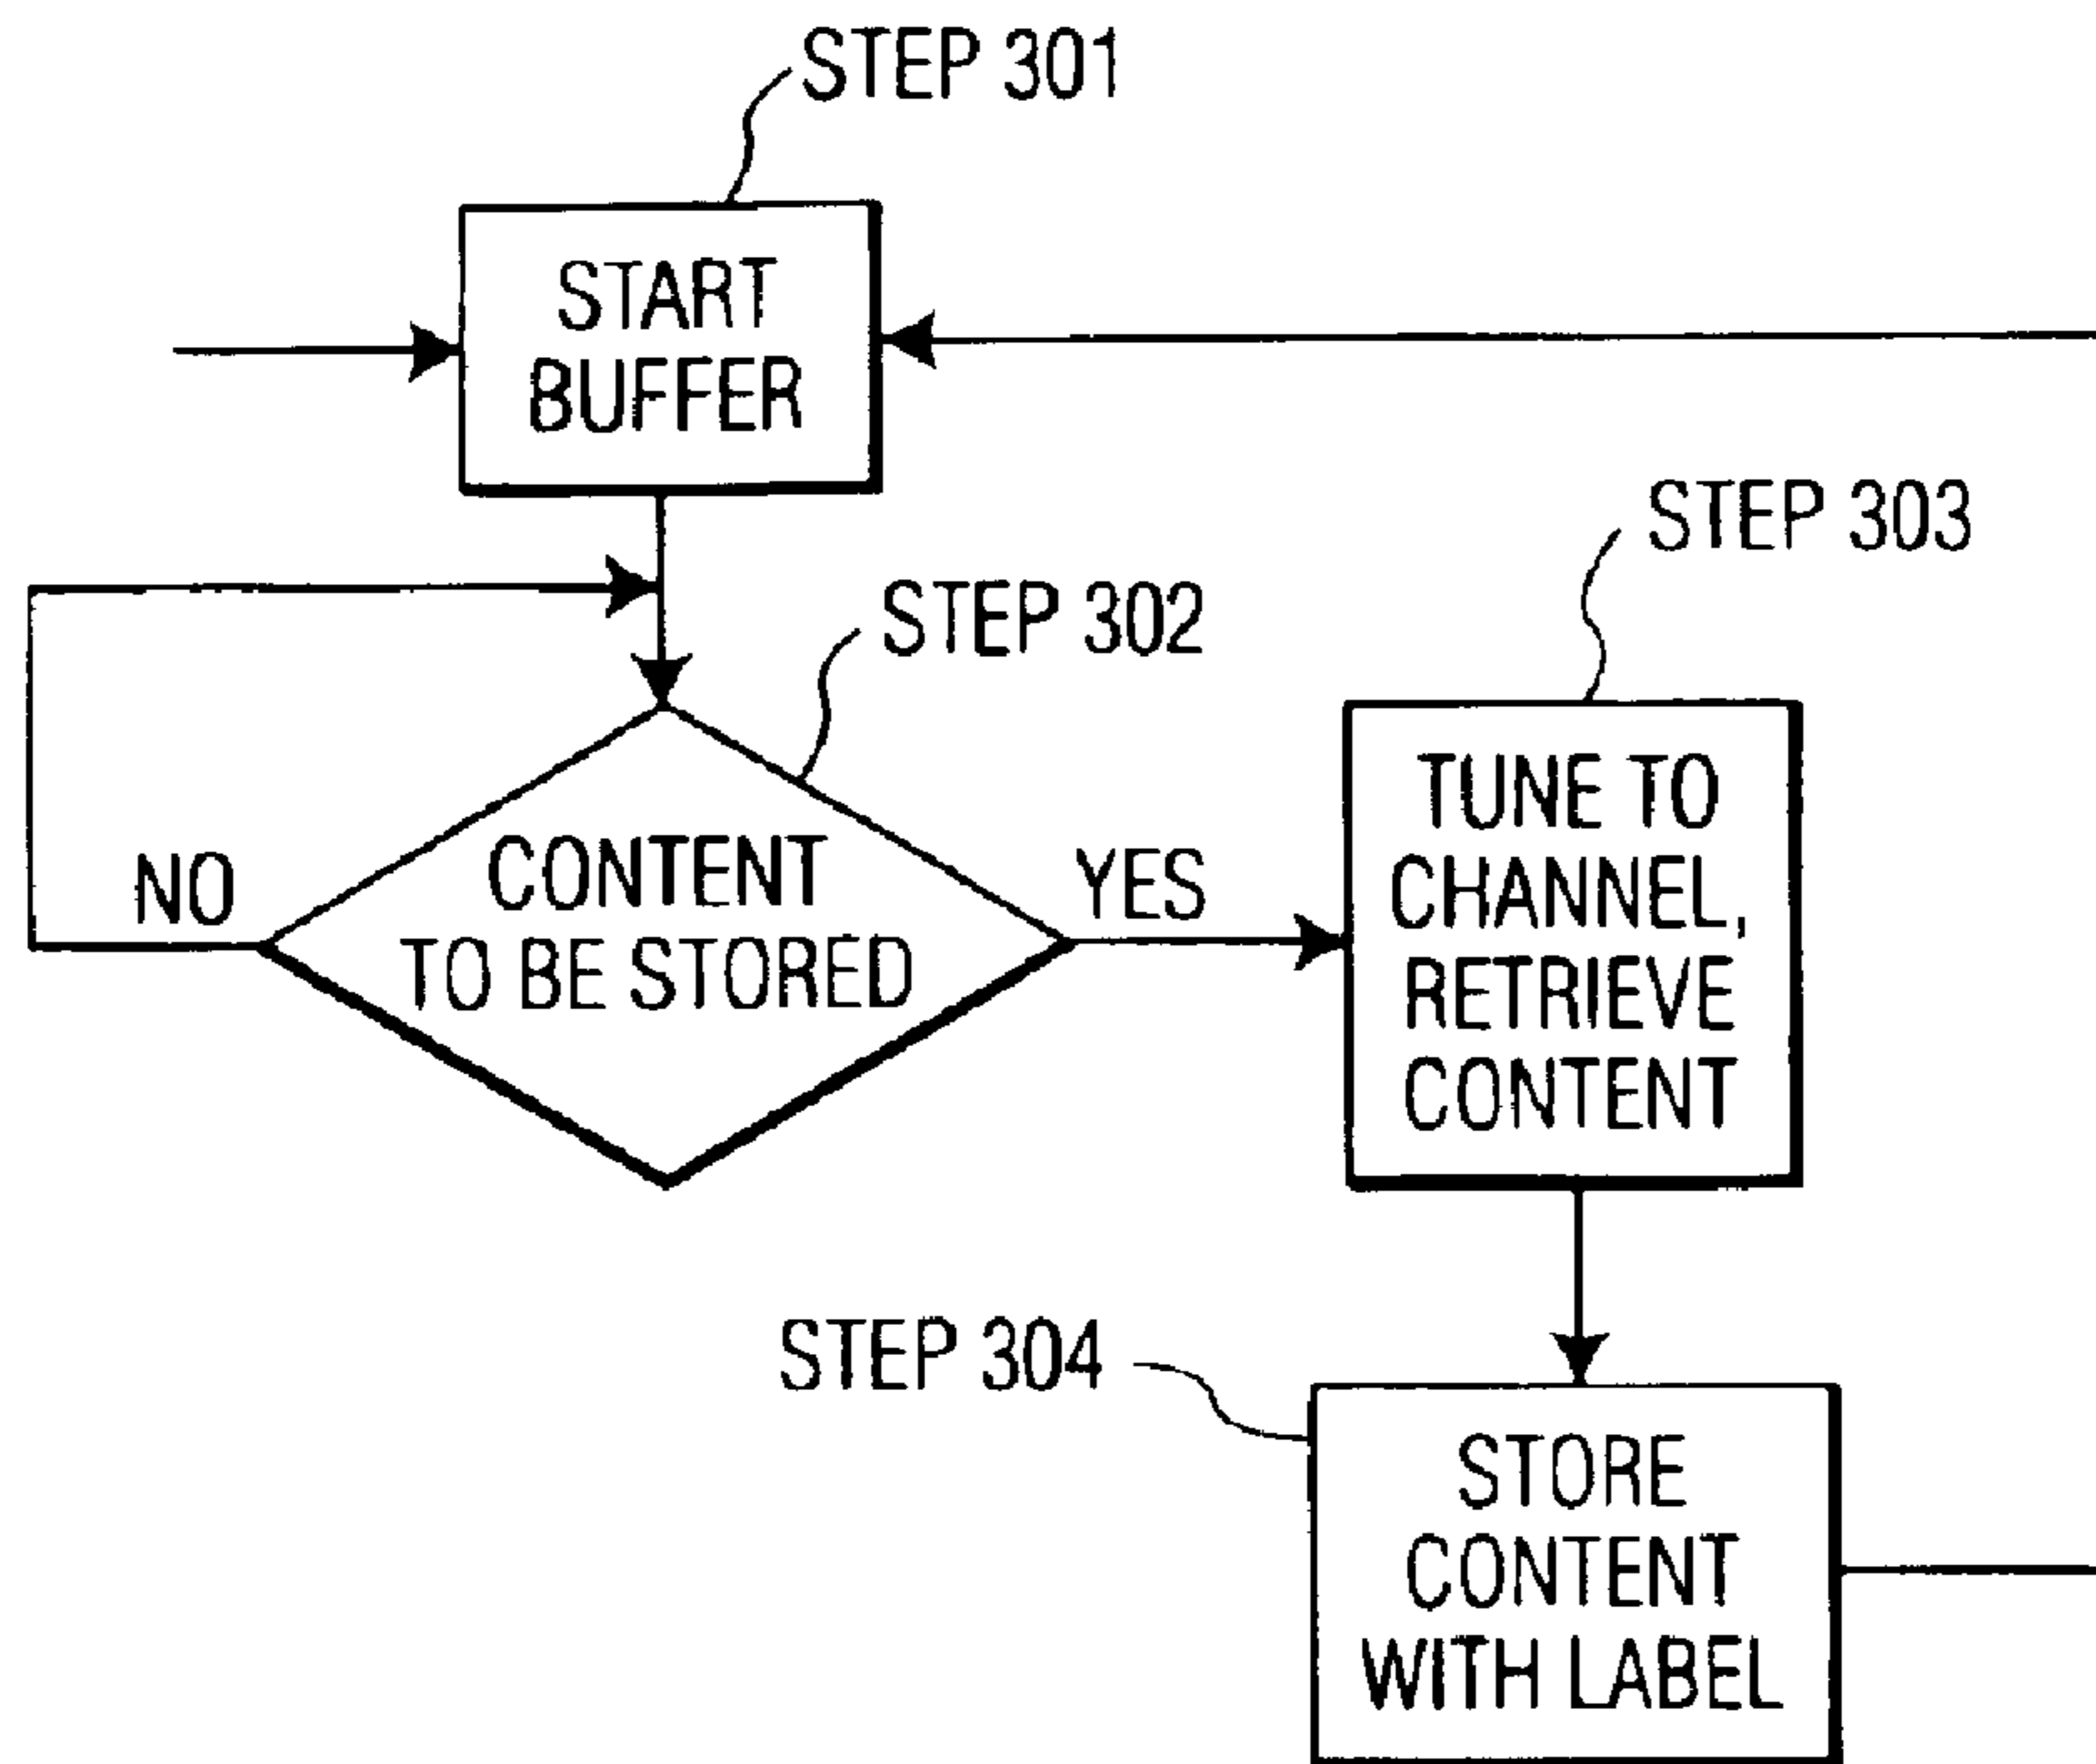 STEP 301
START
BUFFER
STEP 302
CONTENT
TO BE STORED
NO
YES
STEP 303
TUNE TO
CHANNEL,
RETRIEVE
CONTENT
STEP 304
STORE
CONTENT
WITH LABEL